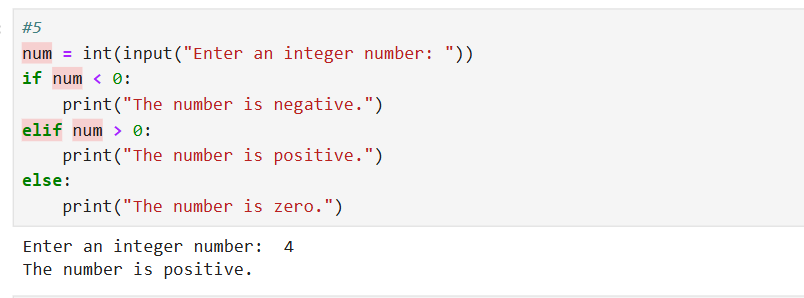 #5
num = int(input("Enter an integer number: "))
if num < 0:
    print("The number is negative.")
elif num > 0:
    print("The number is positive.")
else:
    print("The number is zero.")
Enter an integer number:  4
The number is positive.